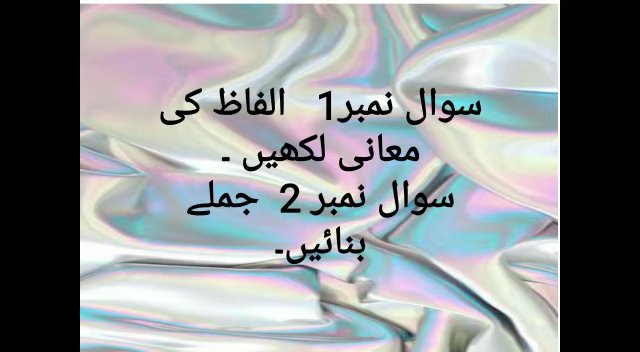 سوال نمبر1 الفاظ کی
معانی لکھیں ۔
سوال نمبر 2 جملے
بنائیں۔